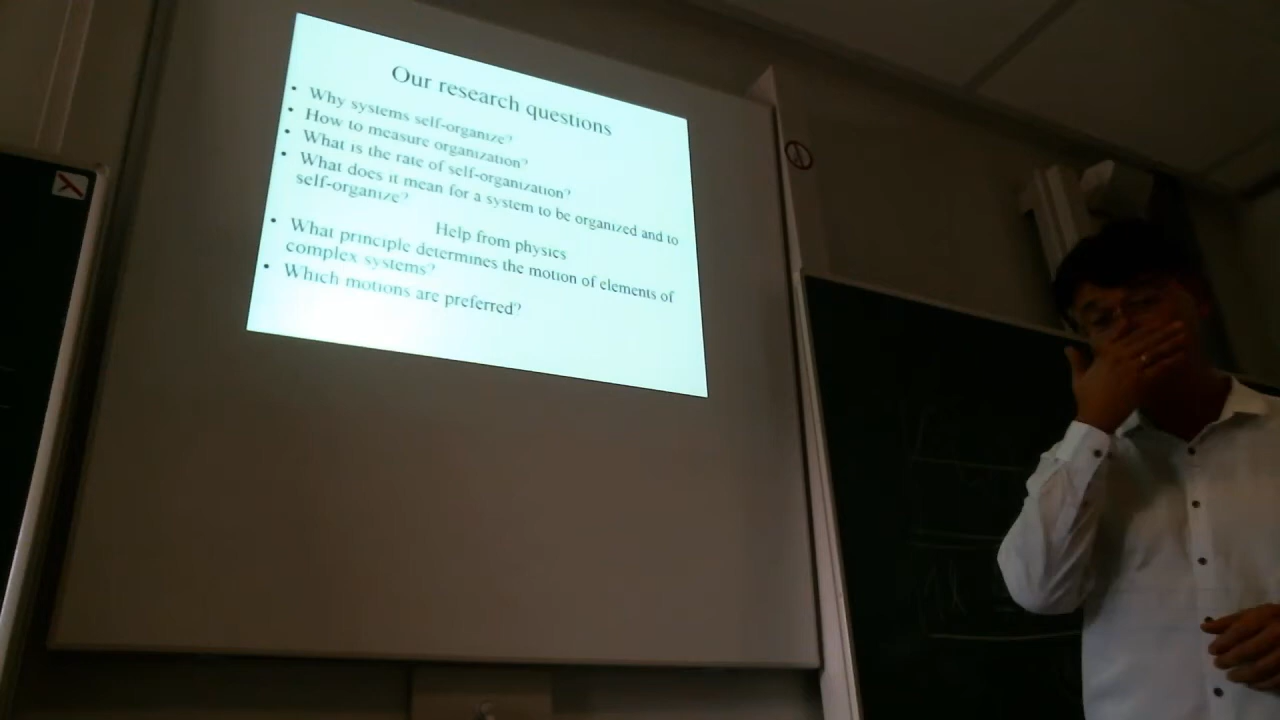 Our research questions
• Why systems self-organize?
• How to measure organization?
• What is the rate of self-organization?
• What does it mean for a system to be organized and to
self-organize?
Help from physics
• What principle determines the motion of elements of
complex systems?
• Which motions are preferred?